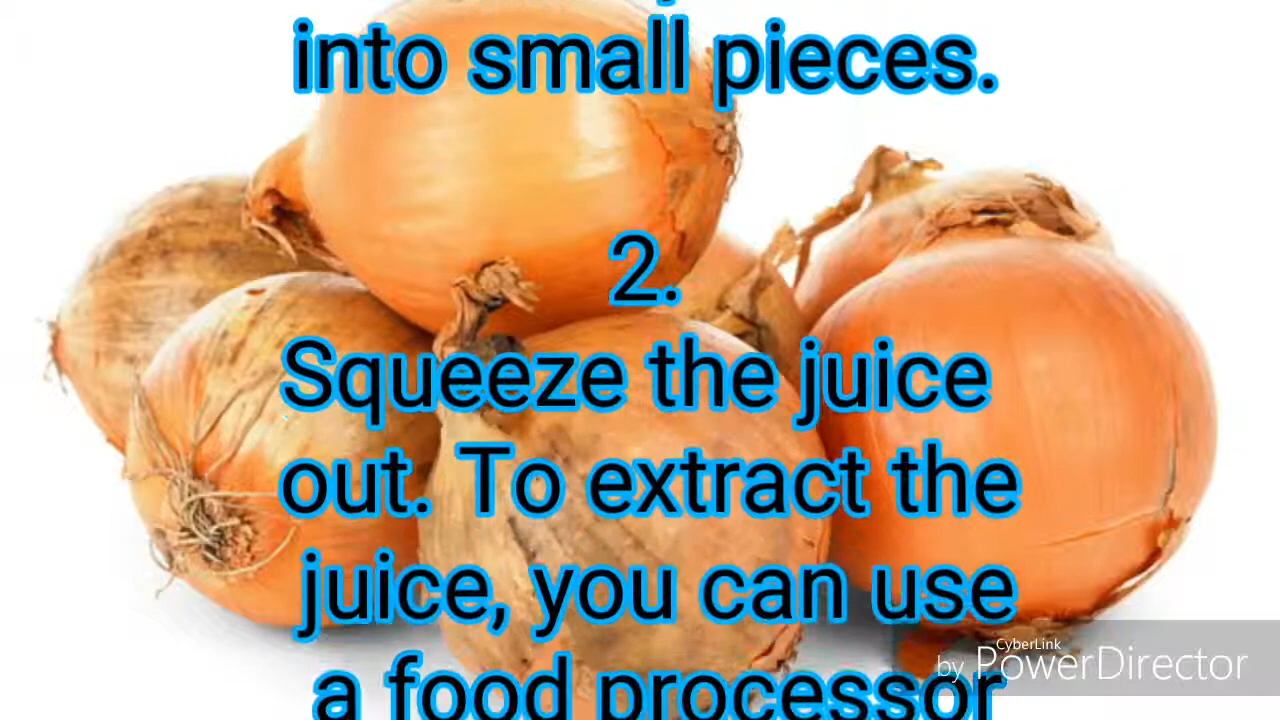 into small pieces.
2.
Squeeze the juice
out. To extract the
juice, you can use
a food processor
CyberLink
by PowerDirector